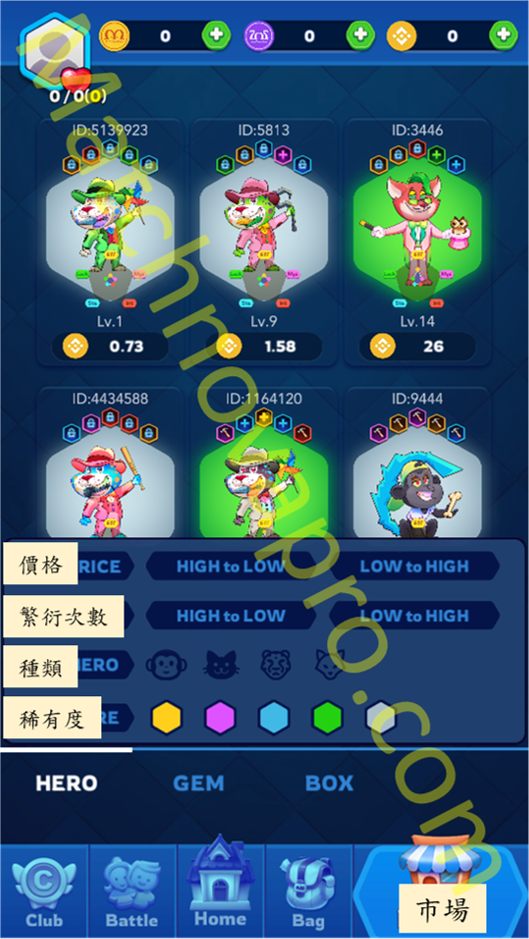 0 0 0
0 / 0(0)
ID:5139923 ID:5813 ID:3446
Lv.1 Lv.9 Lv.14
0.73 1.58 26
ID:4434588 ID:1164120 ID:9444
價格 RICE HIGH to LOW LOW to HIGH
繁衍次數 HIGH to LOW LOW to HIGH
種類 HERO
稀有度 RE
HERO GEM BOX
Club Battle Home Bag 市場